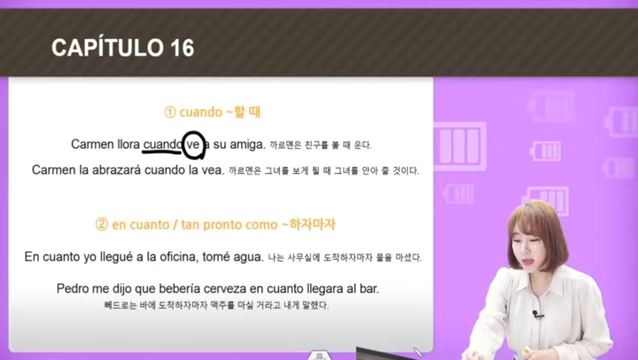 CAPÍTULO 16
① cuando ~할 때
Carmen llora cuando ve a su amiga. 까르멘은 친구를 볼 때 운다.
Carmen la abrazará cuando la vea. 까르멘은 그녀를 보게 될 때 그녀를 안아 줄 것이다.
② en cuanto / tan pronto como ~하자마자
En cuanto yo llegué a la oficina, tomé agua. 나는 사무실에 도착하자마자 물을 마셨다.
Pedro me dijo que bebería cerveza en cuanto llegara al bar.
뻬드로는 바에 도착하자마자 맥주를 마실 거라고 내게 말했다.